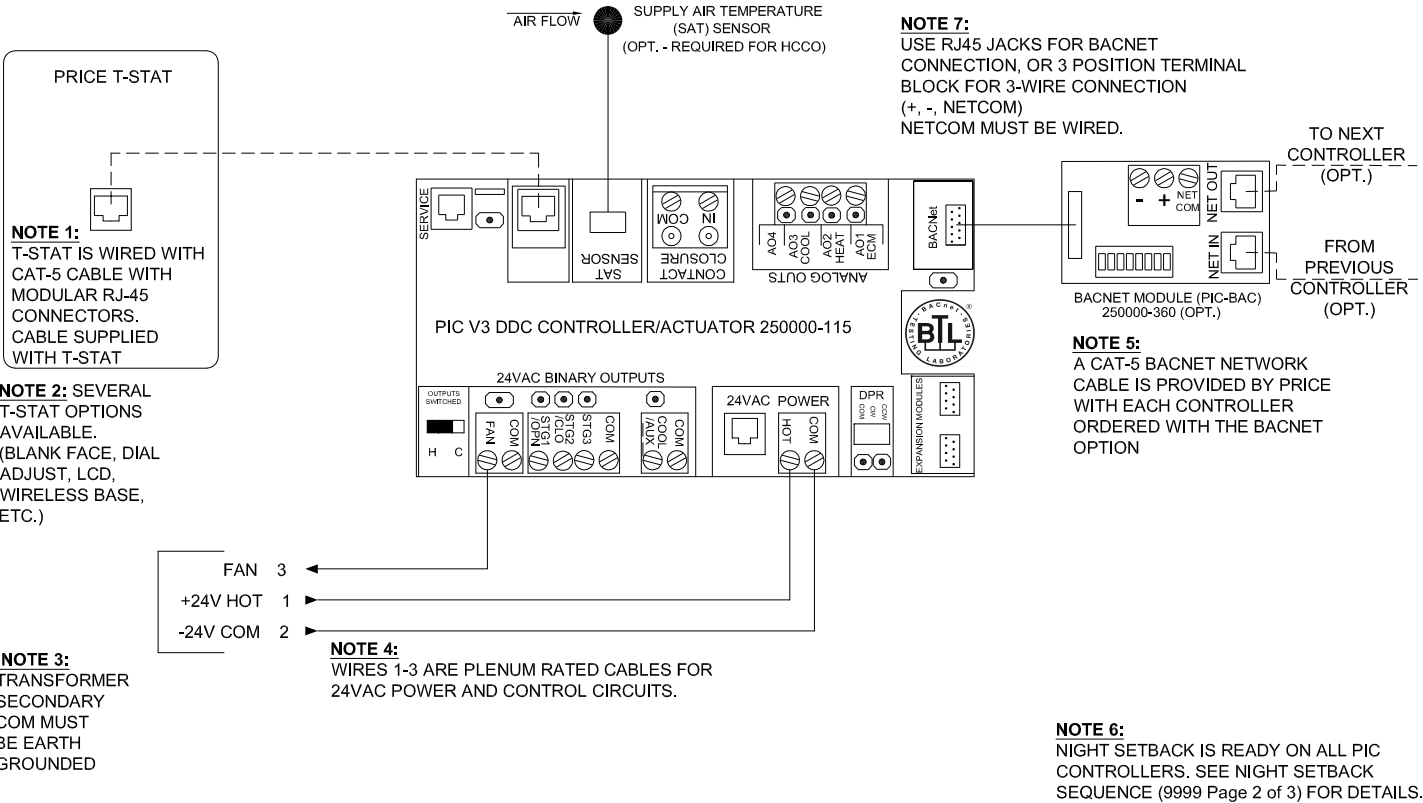 AIR FLOW
SUPPLY AIR TEMPERATURE
(SAT) SENSOR
(OPT. - REQUIRED FOR HCCO)
NOTE 7:
USE RJ45 JACKS FOR BACNET
CONNECTION, OR 3 POSITION TERMINAL
BLOCK FOR 3-WIRE CONNECTION
(+, -, NETCOM)
NETCOM MUST BE WIRED.
PRICE T-STAT
NOTE 1:
T-STAT IS WIRED WITH
CAT-5 CABLE WITH
MODULAR RJ-45
CONNECTORS.
CABLE SUPPLIED
WITH T-STAT
NOTE 2: SEVERAL
T-STAT OPTIONS
AVAILABLE.
(BLANK FACE, DIAL
ADJUST, LCD,
WIRELESS BASE,
ETC.)
SERVICE
SAT
SENSOR
COM
IN
CONTACT
CLOSURE
AO4
AO3
COOL
AO2
HEAT
AO1
ECM
ANALOG OUTS
BACNet
PIC V3 DDC CONTROLLER/ACTUATOR 250000-115
BACnet
®
BTL
TESTING LABORATORIES
24VAC BINARY OUTPUTS
OUTPUTS
SWITCHED
H C
FAN
COM
STG1
/OPN
STG2
/CLO
STG3
COM
COOL
/AUX
COM
24VAC POWER
HOT
COM
DPR
COM
CW
CCW
EXPANSION MODULES
- +
NET
COM
NET OUT
NET IN
TO NEXT
CONTROLLER
(OPT.)
FROM
PREVIOUS
CONTROLLER
(OPT.)
BACNET MODULE (PIC-BAC)
250000-360 (OPT.)
NOTE 5:
A CAT-5 BACNET NETWORK
CABLE IS PROVIDED BY PRICE
WITH EACH CONTROLLER
ORDERED WITH THE BACNET
OPTION
FAN 3
+24V HOT 1
-24V COM 2
NOTE 3:
TRANSFORMER
SECONDARY
COM MUST
BE EARTH
GROUNDED
NOTE 4:
WIRES 1-3 ARE PLENUM RATED CABLES FOR
24VAC POWER AND CONTROL CIRCUITS.
NOTE 6:
NIGHT SETBACK IS READY ON ALL PIC
CONTROLLERS. SEE NIGHT SETBACK
SEQUENCE (9999 Page 2 of 3) FOR DETAILS.